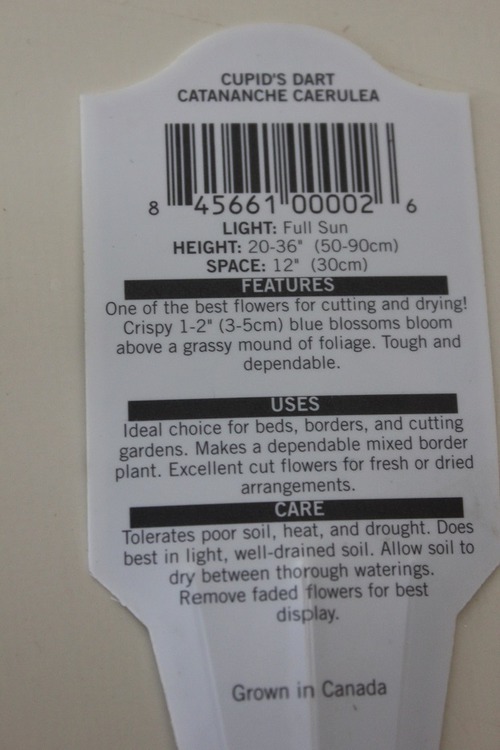 CUPID'S DART
CATANANCHE CAERULEA
8 45661 00002 6
LIGHT: Full Sun
HEIGHT: 20-36" (50-90cm)
SPACE: 12" (30cm)
FEATURES
One of the best flowers for cutting and drying!
Crispy 1-2" (3-5cm) blue blossoms bloom
above a grassy mound of foliage. Tough and
dependable.
USES
Ideal choice for beds, borders, and cutting
gardens. Makes a dependable mixed border
plant. Excellent cut flowers for fresh or dried
arrangements.
CARE
Tolerates poor soil, heat, and drought. Does
best in light, well-drained soil. Allow soil to
dry between thorough waterings.
Remove faded flowers for best
display.
Grown in Canada